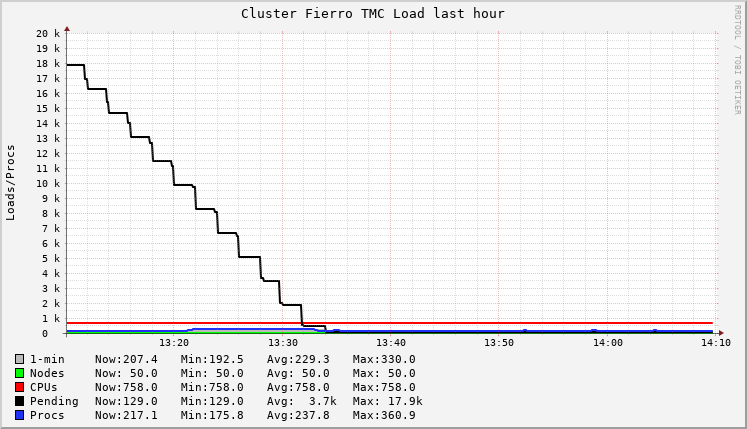 Cluster Fierro TMC Load last hour
RRDTOOL / TOBI OETIKER
Loads/Procs
20 k
19 k
18 k
17 k
16 k
15 k
14 k
13 k
12 k
11 k
10 k
9 k
8 k
7 k
6 k
5 k
4 k
3 k
2 k
1 k
0
13:20 13:30 13:40 13:50 14:00 14:10
1-min Now:207.4 Min:192.5 Avg:229.3 Max:330.0
Nodes Now: 50.0 Min: 50.0 Avg: 50.0 Max: 50.0
CPUs Now:758.0 Min:758.0 Avg:758.0 Max:758.0
Pending Now:129.0 Min:129.0 Avg: 3.7k Max: 17.9k
Procs Now:217.1 Min:175.8 Avg:237.8 Max:360.9